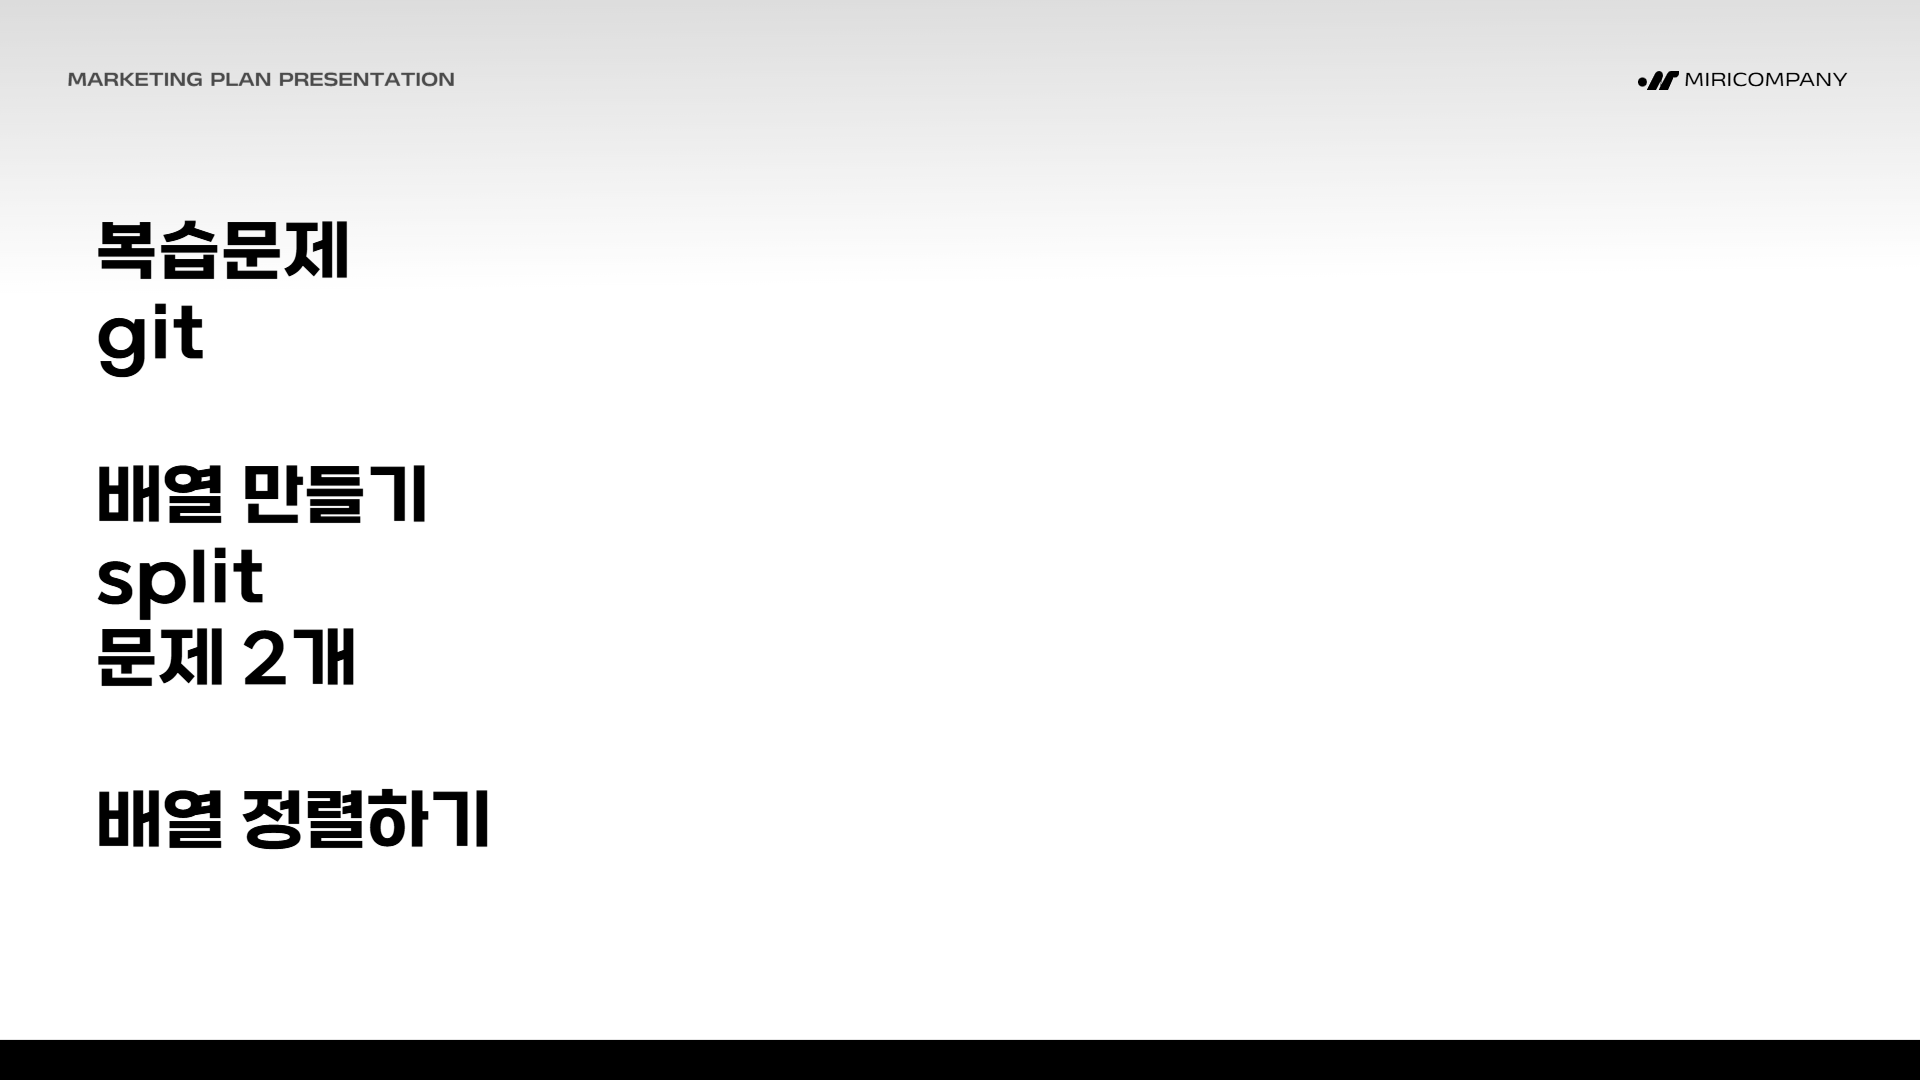 MARKETING PLAN PRESENTATION
MIRICOMPANY
복습문제
git
배열 만들기
split
문제 2개
배열 정렬하기